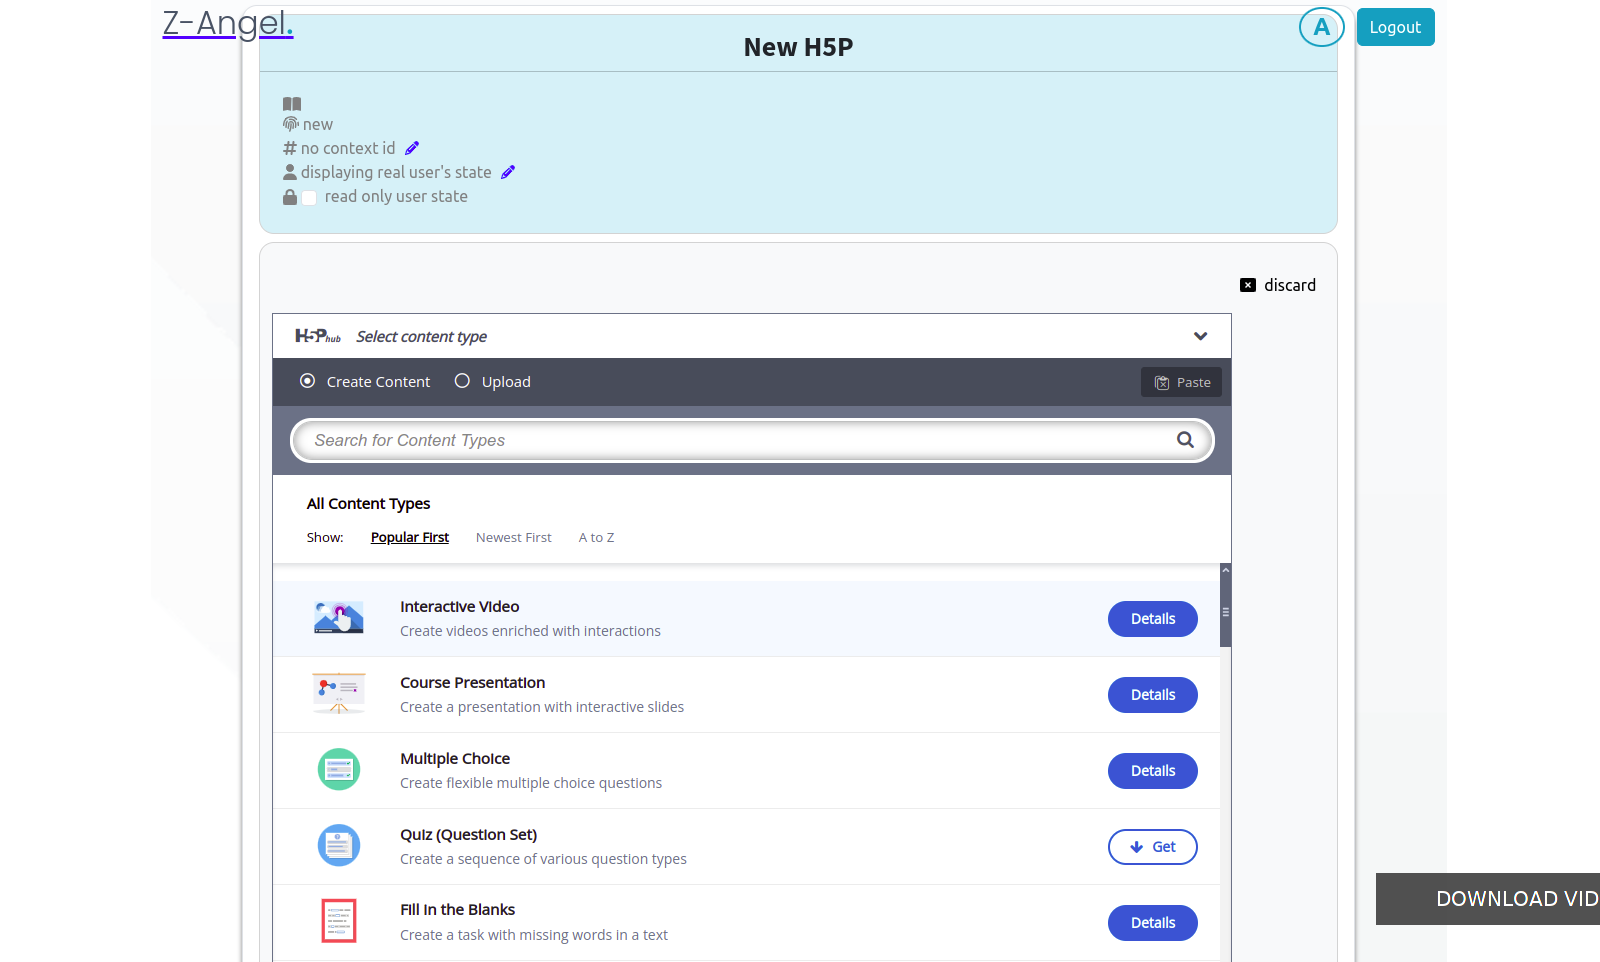 Z-Angel.
A
Logout
New H5P
new
no context id
displaying real user's state
read only user state
discard
H5P hub Select content type
Create Content Upload Paste
Search for Content Types
All Content Types
Show: Popular First Newest First A to Z
Interactive Video
Create videos enriched with interactions
Details
Course Presentation
Create a presentation with interactive slides
Details
Multiple Choice
Create flexible multiple choice questions
Details
Quiz (Question Set)
Create a sequence of various question types
Get
Fill in the Blanks
Create a task with missing words in a text
Details
DOWNLOAD VID